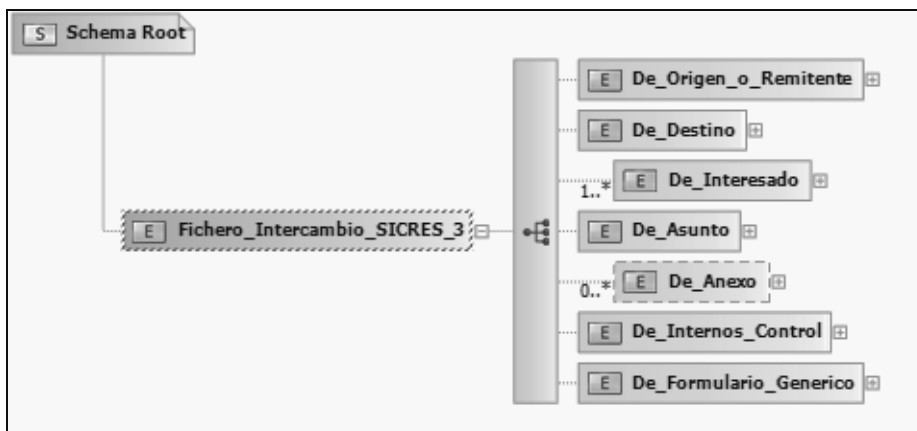 S Schema Root
E De_Origen_o_Remitente
E De_Destino
1..* E De_Interesado
E Fichero_Intercambio_SICRES_3
E De_Asunto
0..* E De_Anexo
E De_Internos_Control
E De_Formulario_Generico